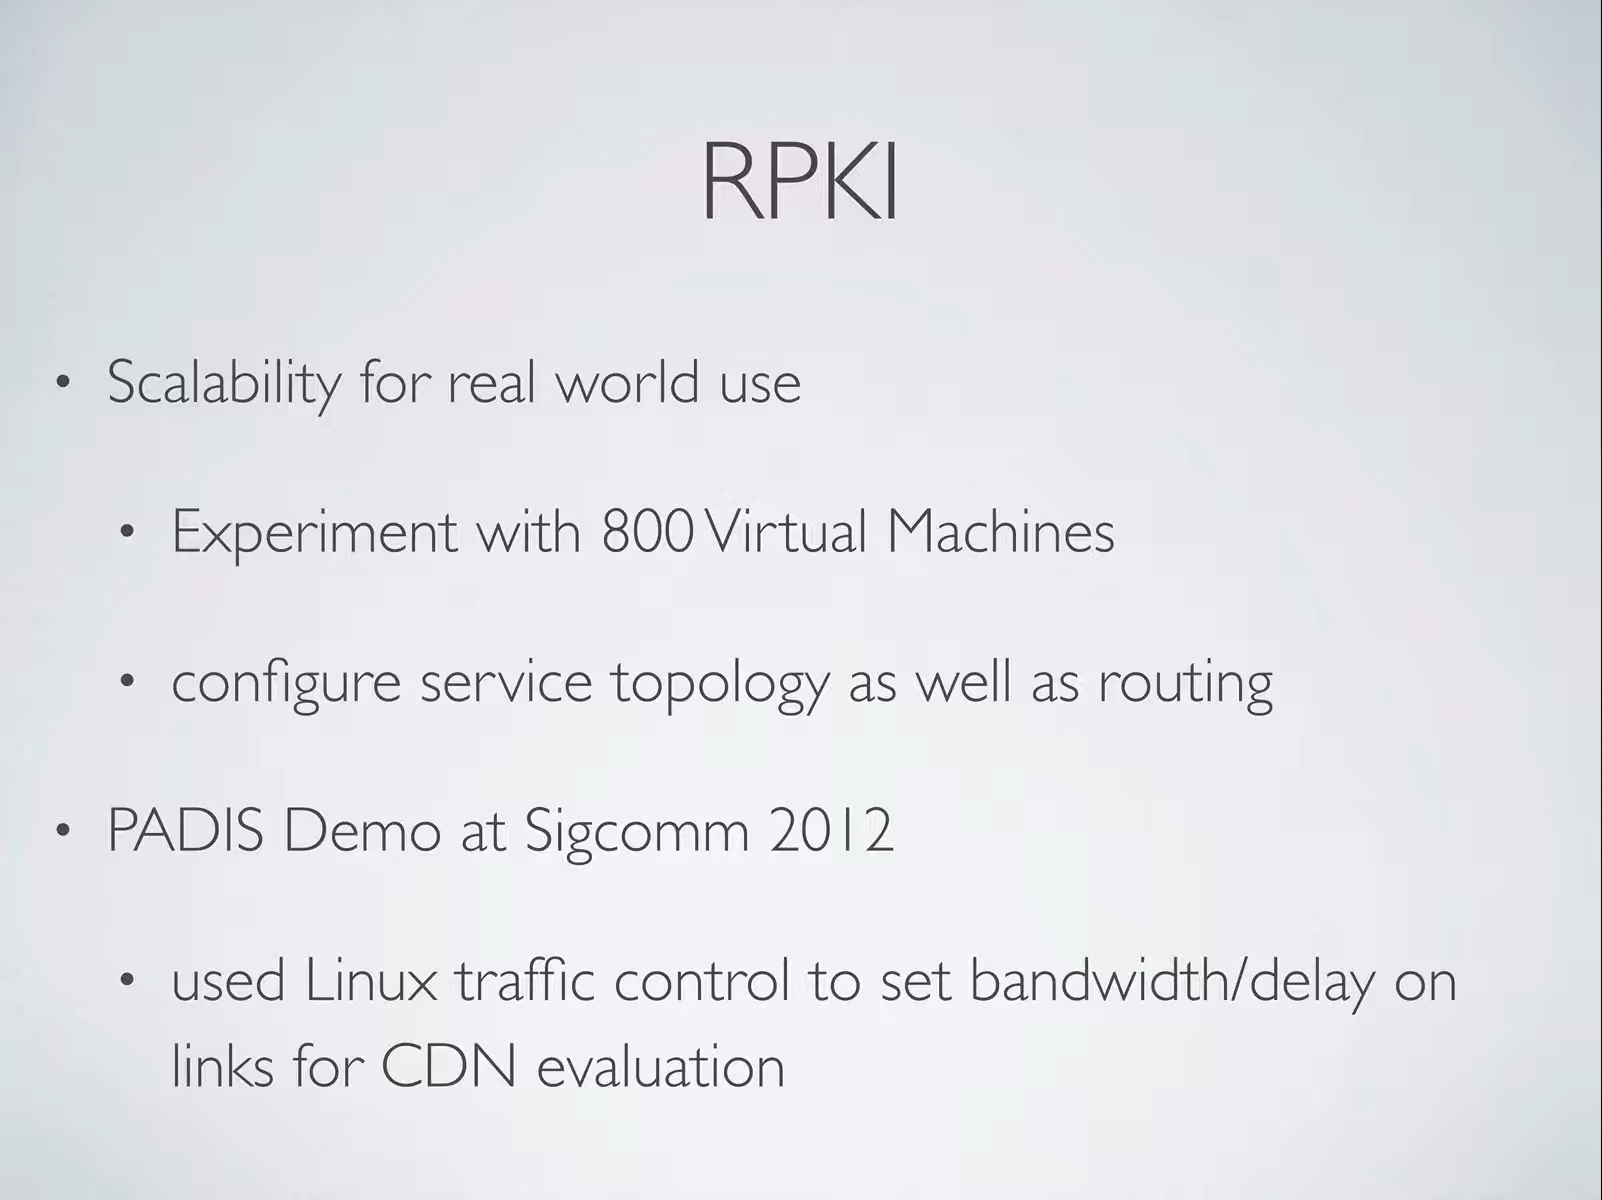 RPKI
• Scalability for real world use
• Experiment with 800 Virtual Machines
• configure service topology as well as routing
• PADIS Demo at Sigcomm 2012
• used Linux traffic control to set bandwidth/delay on
links for CDN evaluation